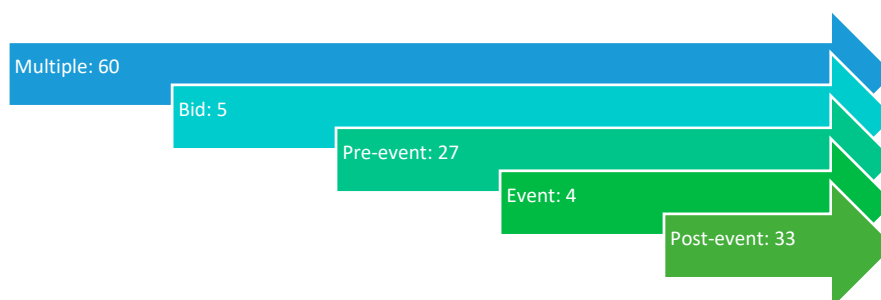 Multiple: 60
Bid: 5
Pre-event: 27
Event: 4
Post-event: 33